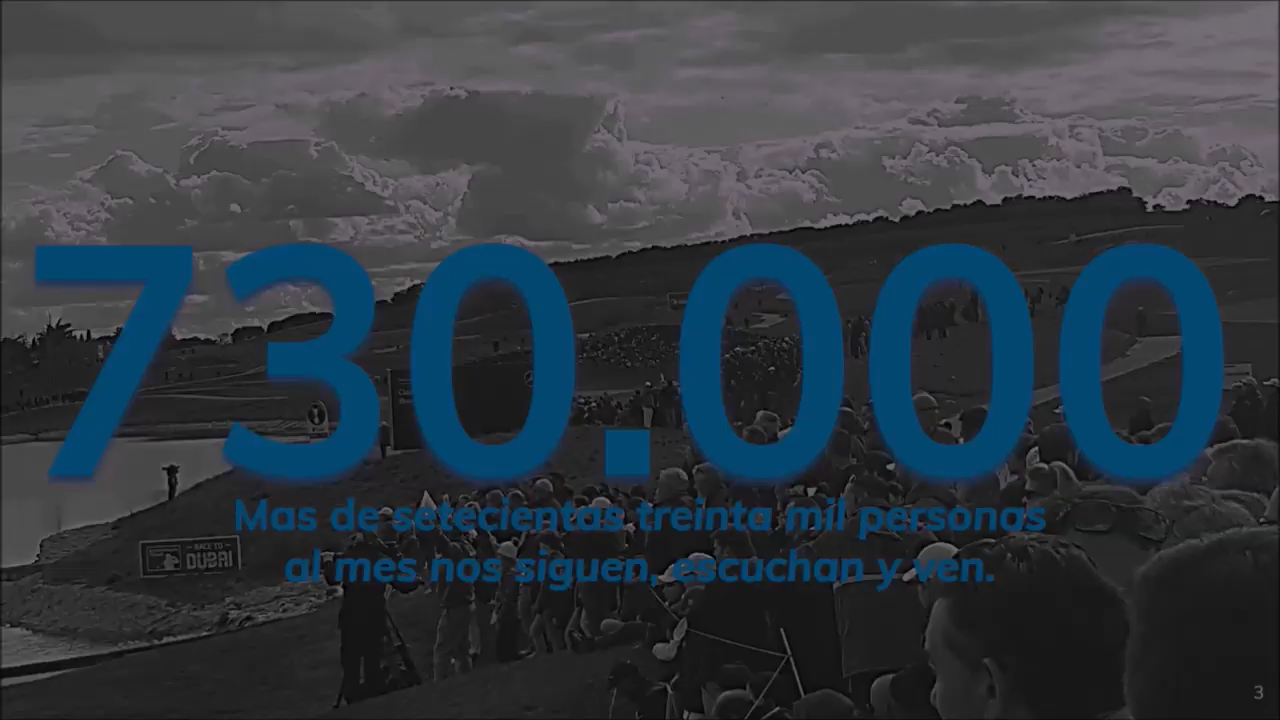 730.000
Mas de setecientas treinta mil personas
al mes nos siguen, escuchan y ven.
RACE TO
DUBAI
3